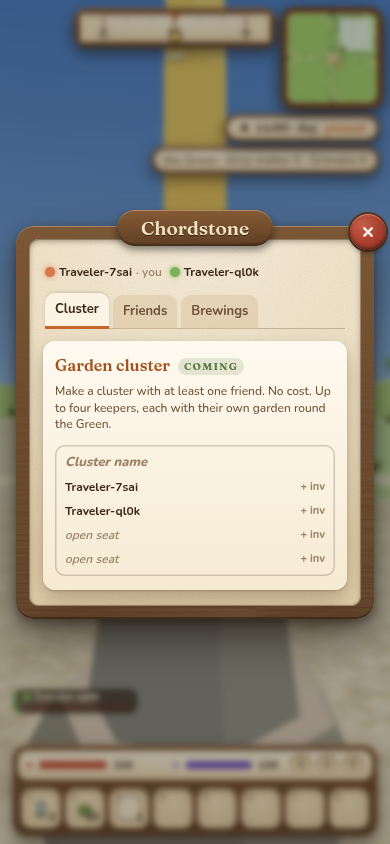 Chordstone
Traveler-7sai · you Traveler-ql0k
Cluster Friends Brewings
Garden cluster COMING
Make a cluster with at least one friend. No cost. Up
to four keepers, each with their own garden round
the Green.
Cluster name
Traveler-7sai + inv
Traveler-ql0k + inv
open seat + inv
open seat + inv